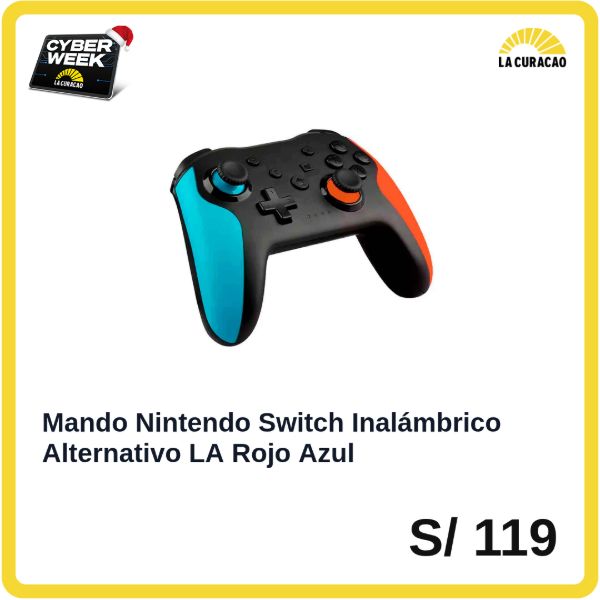 CYBER
WEEK
LA CURACAO
LA CURACAO
Mando Nintendo Switch Inalámbrico
Alternativo LA Rojo Azul
S/ 119